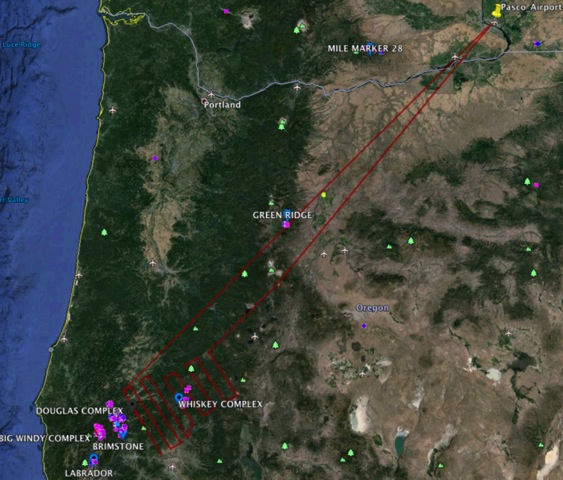 Pasco Airport
MILE MARKER 28
Portland
GREEN RIDGE
Oregon
DOUGLAS COMPLEX
WHISKEY COMPLEX
BIG WINDY COMPLEX
BRIMSTONE
LABRADOR